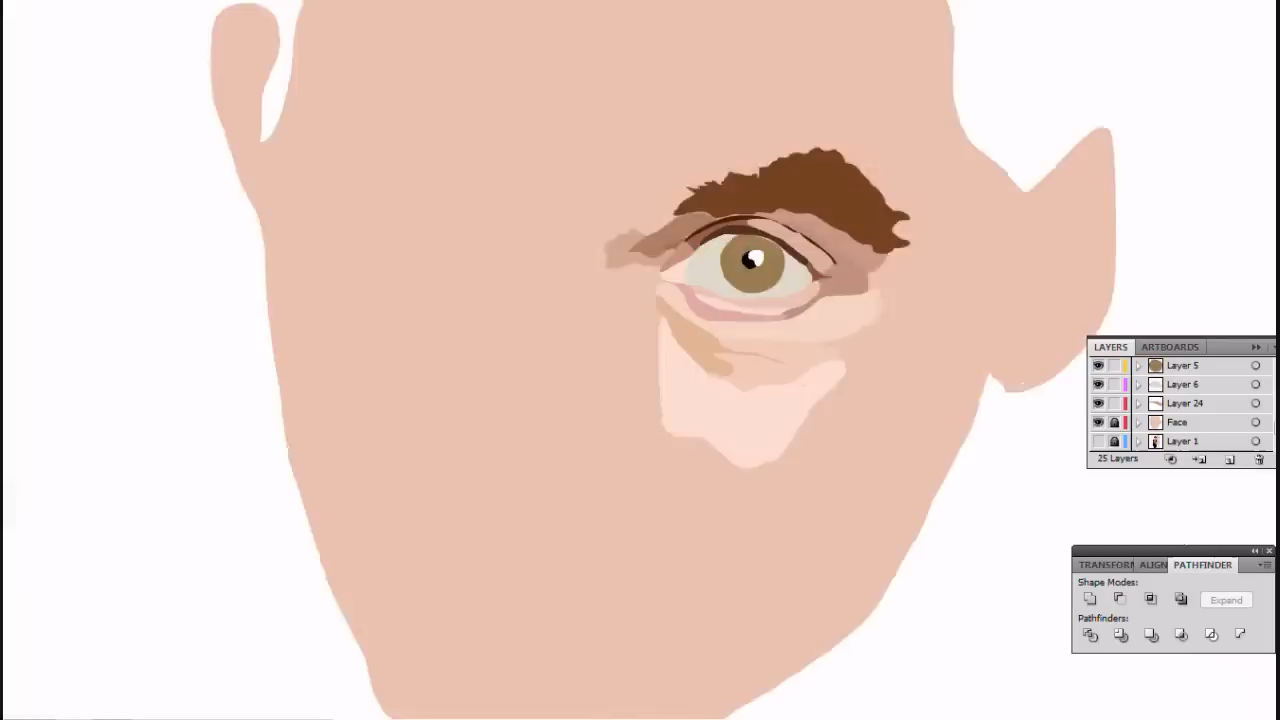 LAYERS ARTBOARDS
Layer 5
Layer 6
Layer 24
Face
Layer 1
25 Layers
TRANSFORM ALIGN PATHFINDER
Shape Modes:
Expand
Pathfinders: